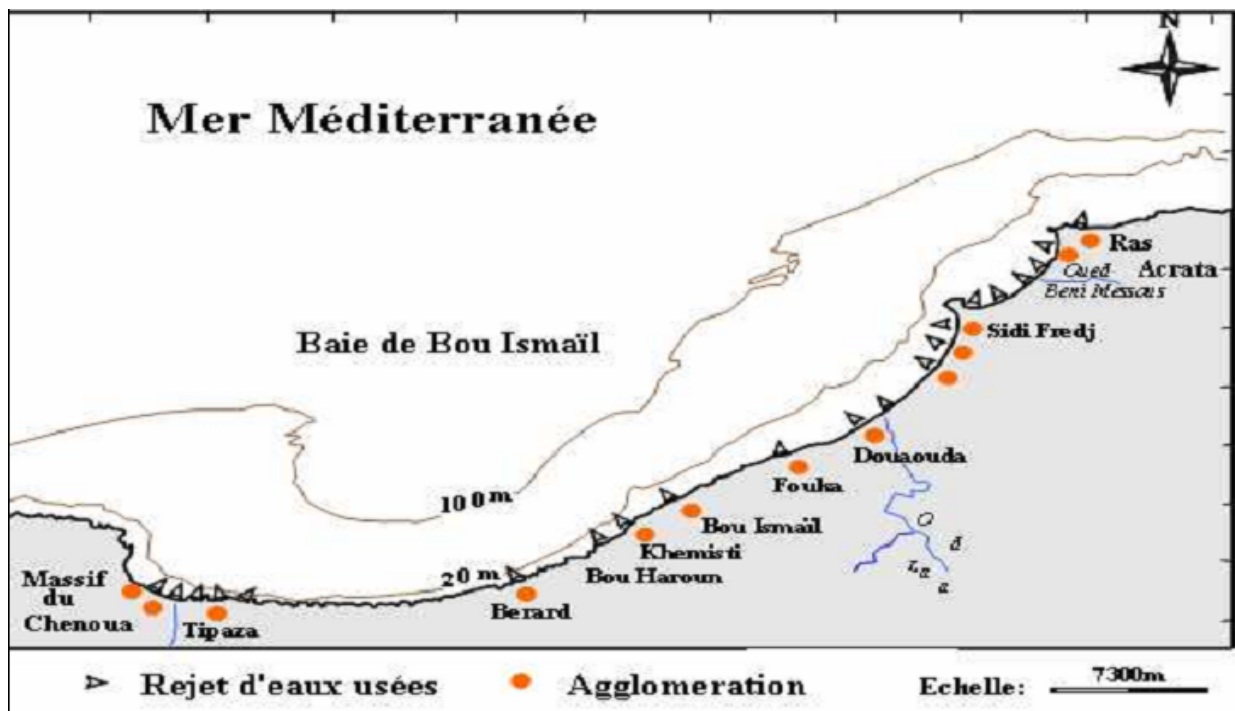 N
Mer Méditerranée
Ras
Acrata
Oued
Beni Messous
Sidi Fredj
Baie de Bou Ismaïl
Douaouda
Fouka
100m
Bou Ismaïl
Khemisti
Bou Haroun
20 m
Berard
Massif
du
Chenoua
Tipaza
Rejet d'eaux usées
Agglomeration
Echelle:
7300m